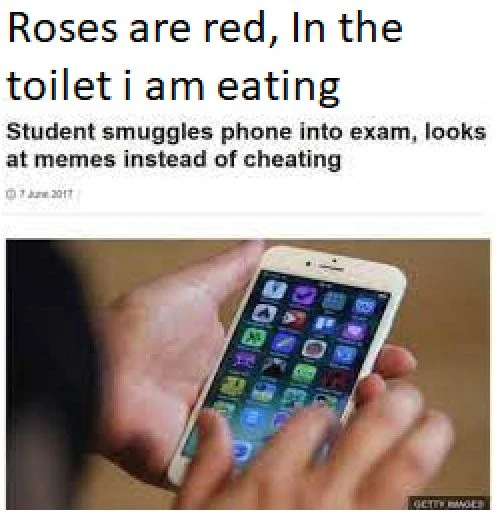 Roses are red, In the
toilet i am eating
Student smuggles phone into exam, looks
at memes instead of cheating
7 June 2017
GETTY IMAGES